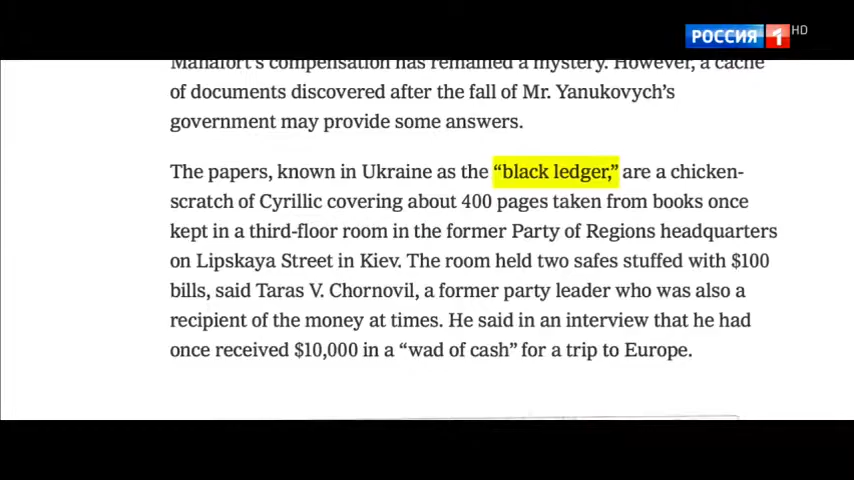 РОССИЯ 1 HD
Manafort's compensation has remained a mystery. However, a cache
of documents discovered after the fall of Mr. Yanukovych's
government may provide some answers.
The papers, known in Ukraine as the “black ledger,” are a chicken-
scratch of Cyrillic covering about 400 pages taken from books once
kept in a third-floor room in the former Party of Regions headquarters
on Lipskaya Street in Kiev. The room held two safes stuffed with $100
bills, said Taras V. Chornovil, a former party leader who was also a
recipient of the money at times. He said in an interview that he had
once received $10,000 in a “wad of cash” for a trip to Europe.